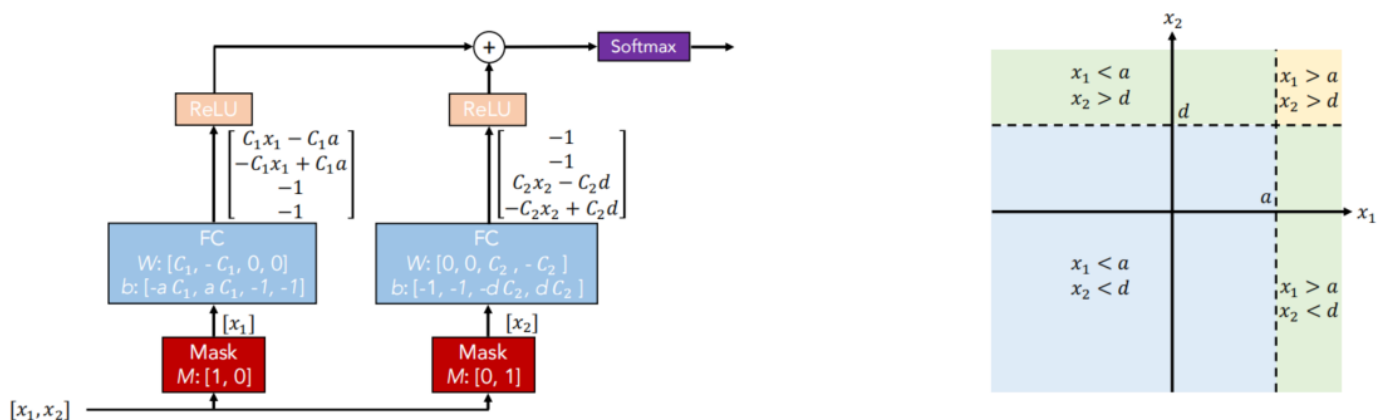 +
Softmax
ReLU
ReLU
C₁x₁ − C₁a
−C₁x₁ + C₁a
−1
−1
−1
−1
C₂x₂ − C₂d
−C₂x₂ + C₂d
FC
W: [C₁, - C₁, 0, 0]
b: [-a C₁, a C₁, -1, -1]
FC
W: [0, 0, C₂ , - C₂ ]
b: [-1, -1, -d C₂, d C₂ ]
[x₁]
[x₂]
Mask
M: [1, 0]
Mask
M: [0, 1]
[x₁, x₂]
x₂
x₁ < a
x₂ > d
x₁ > a
x₂ > d
d
a
x₁
x₁ < a
x₂ < d
x₁ > a
x₂ < d